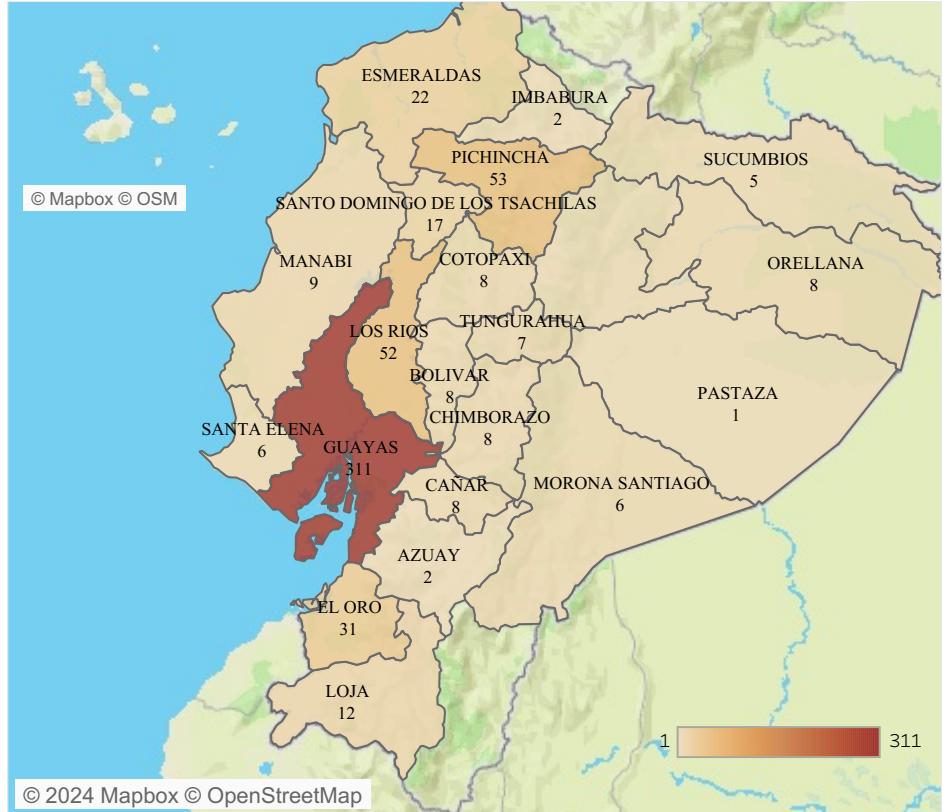 ESMERALDAS
22
IMBABURA
2
PICHINCHA
53
SUCUMBIOS
5
© Mapbox © OSM
SANTO DOMINGO DE LOS TSACHILAS
17
MANABI
9
COTOPAXI
8
ORELLANA
8
LOS RIOS
52
TUNGURAHUA
7
BOLIVAR
8
PASTAZA
1
CHIMBORAZO
8
SANTA ELENA
6
GUAYAS
311
CAÑAR
8
MORONA SANTIAGO
6
AZUAY
2
EL ORO
31
LOJA
12
1
311
© 2024 Mapbox © OpenStreetMap